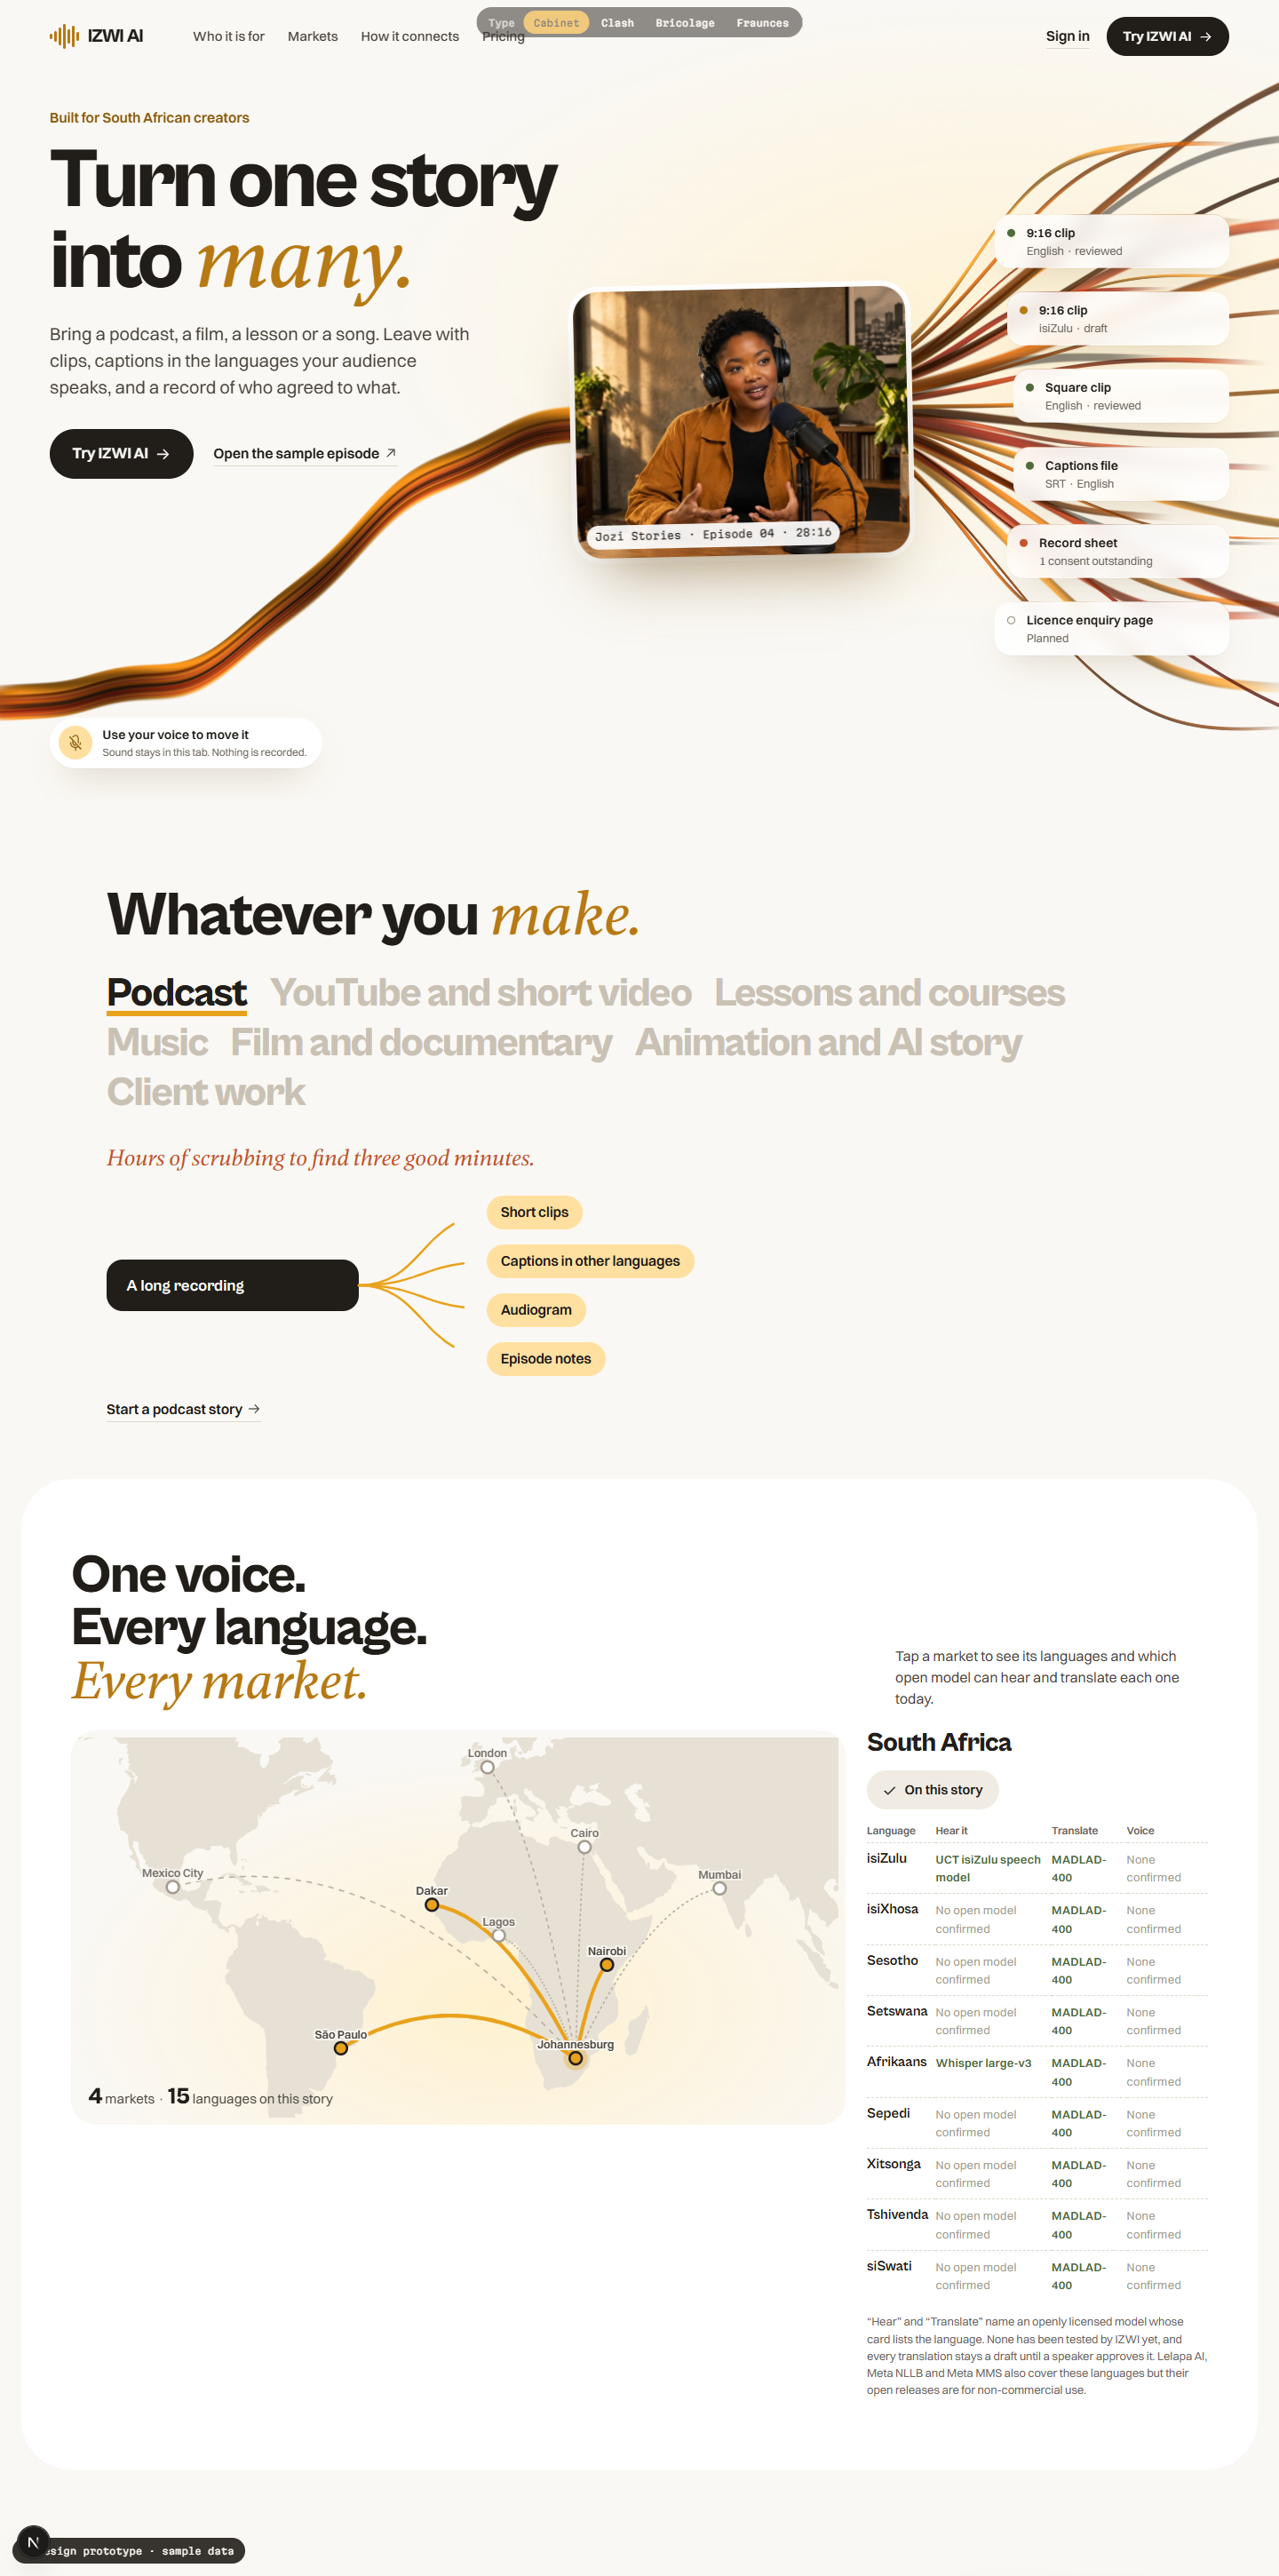 IZWI AI
Who it is for
Markets
How it connects
Pricing
Type
Cabinet
Clash
Bricolage
Fraunces
Sign in
Try IZWI AI →
Built for South African creators
Turn one story
into many.
Bring a podcast, a film, a lesson or a song. Leave with
clips, captions in the languages your audience
speaks, and a record of who agreed to what.
Try IZWI AI →
Open the sample episode ↗
Jozi Stories · Episode 04 · 28:16
9:16 clip
English · reviewed
9:16 clip
isiZulu · draft
Square clip
English · reviewed
Captions file
SRT · English
Record sheet
1 consent outstanding
Licence enquiry page
Planned
Use your voice to move it
Sound stays in this tab. Nothing is recorded.
Whatever you make.
Podcast YouTube and short video Lessons and courses
Music Film and documentary Animation and AI story
Client work
Hours of scrubbing to find three good minutes.
A long recording
Short clips
Captions in other languages
Audiogram
Episode notes
Start a podcast story →
One voice.
Every language.
Every market.
Tap a market to see its languages and which
open model can hear and translate each one
today.
London
Cairo
Mexico City
Mumbai
Dakar
Lagos
Nairobi
São Paulo
Johannesburg
4 markets · 15 languages on this story
South Africa
On this story
Language Hear it Translate Voice
isiZulu UCT isiZulu speech MADLAD- None
model 400 confirmed
isiXhosa No open model MADLAD- None
confirmed 400 confirmed
Sesotho No open model MADLAD- None
confirmed 400 confirmed
Setswana No open model MADLAD- None
confirmed 400 confirmed
Afrikaans Whisper large-v3 MADLAD- None
400 confirmed
Sepedi No open model MADLAD- None
confirmed 400 confirmed
Xitsonga No open model MADLAD- None
confirmed 400 confirmed
Tshivenda No open model MADLAD- None
confirmed 400 confirmed
siSwati No open model MADLAD- None
confirmed 400 confirmed
“Hear” and “Translate” name an openly licensed model whose
card lists the language. None has been tested by IZWI yet, and
every translation stays a draft until a speaker approves it. Lelapa AI,
Meta NLLB and Meta MMS also cover these languages but their
open releases are for non-commercial use.
N
esign prototype · sample data